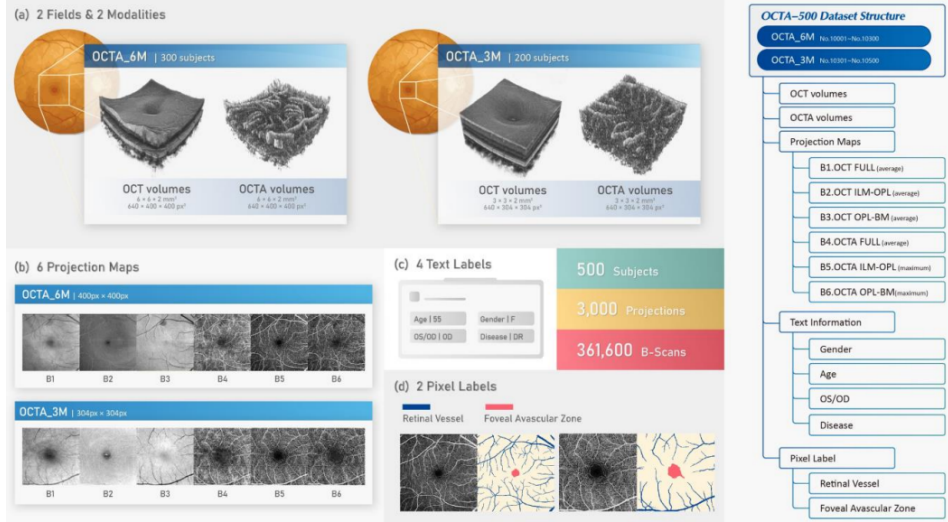 (a) 2 Fields & 2 Modalities
OCTA_6M | 300 subjects
OCT volumes
6 × 6 × 2 mm³
640 × 400 × 400 px³
OCTA volumes
6 × 6 × 2 mm³
640 × 400 × 400 px³
OCTA_3M | 200 subjects
OCT volumes
3 × 3 × 2 mm³
640 × 304 × 304 px³
OCTA volumes
3 × 3 × 2 mm³
640 × 304 × 304 px³
(b) 6 Projection Maps
OCTA_6M | 400px × 400px
B1 B2 B3 B4 B5 B6
OCTA_3M | 304px × 304px
B1 B2 B3 B4 B5 B6
(c) 4 Text Labels
Age | 55 Gender | F
OS/OD | OD Disease | DR
500 Subjects
3,000 Projections
361,600 B-Scans
(d) 2 Pixel Labels
Retinal Vessel Foveal Avascular Zone
OCTA-500 Dataset Structure
OCTA_6M No.10001~No.10300
OCTA_3M No.10301~No.10500
OCT volumes
OCTA volumes
Projection Maps
B1.OCT FULL (average)
B2.OCT ILM-OPL (average)
B3.OCT OPL-BM (average)
B4.OCTA FULL (average)
B5.OCTA ILM-OPL (maximum)
B6.OCTA OPL-BM(maximum)
Text Information
Gender
Age
OS/OD
Disease
Pixel Label
Retinal Vessel
Foveal Avascular Zone